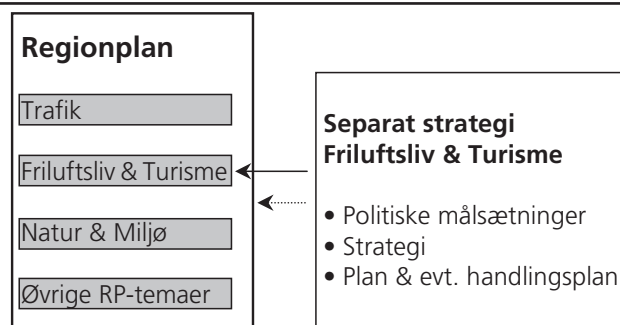 Regionplan
Trafik
Friluftsliv & Turisme
Natur & Miljø
Øvrige RP-temaer
Separat strategi
Friluftsliv & Turisme
• Politiske målsætninger
• Strategi
• Plan & evt. handlingsplan